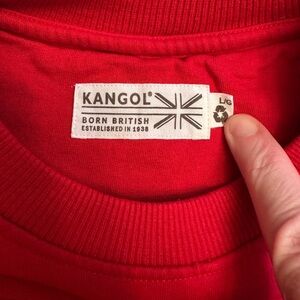 KANGOL®
BORN BRITISH
ESTABLISHED IN 1938
L/G